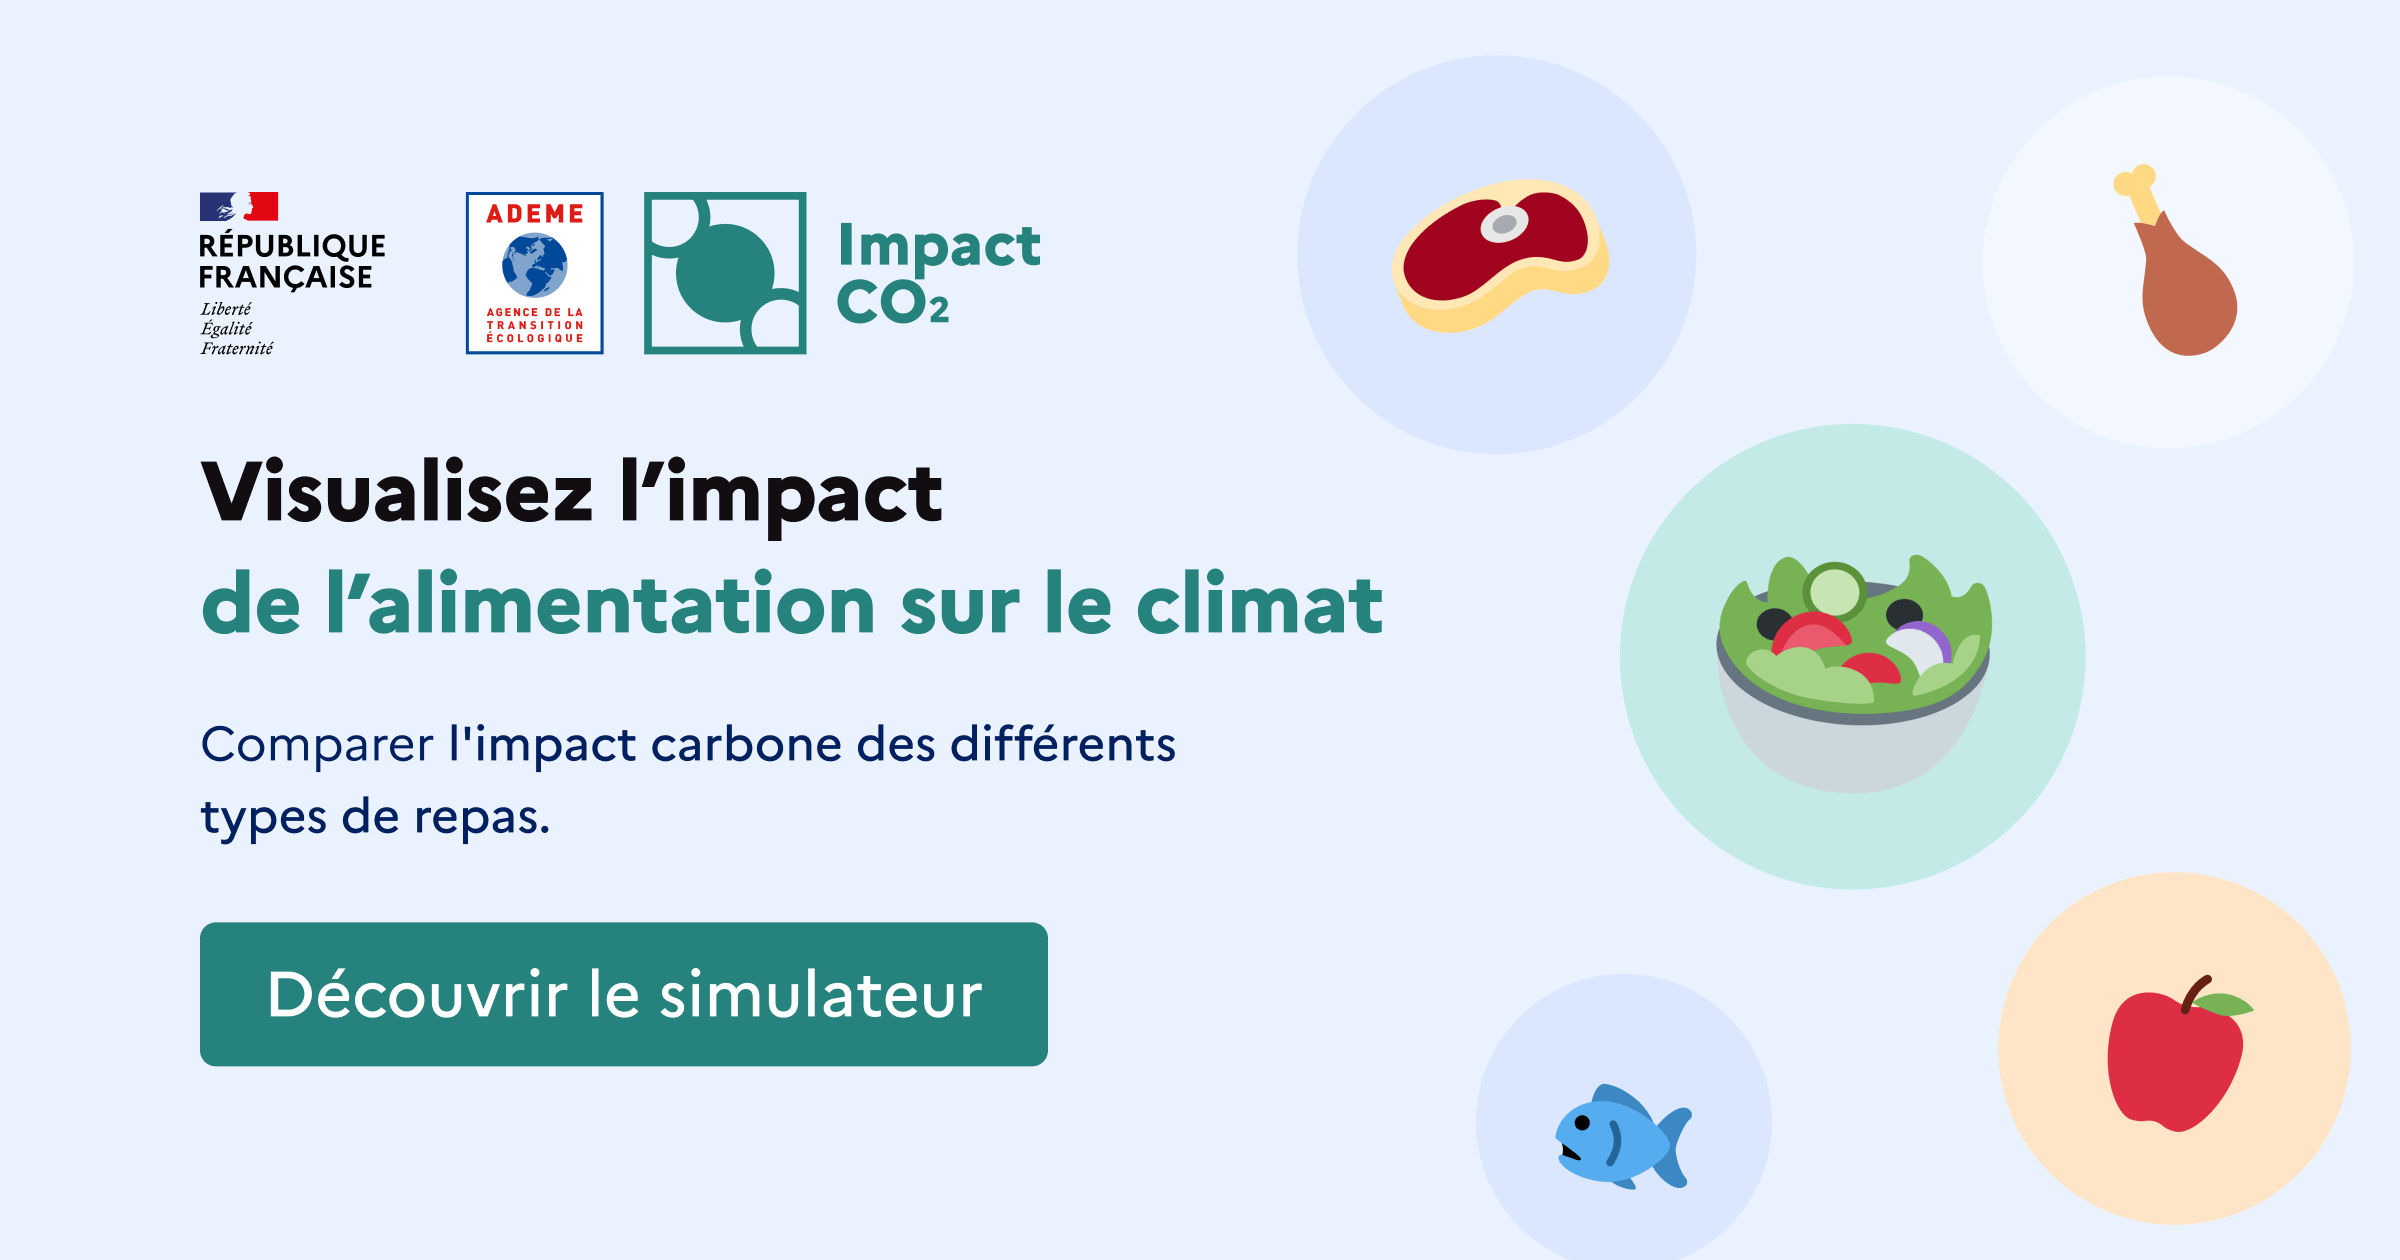 RÉPUBLIQUE
FRANÇAISE
Liberté
Égalité
Fraternité
ADEME
AGENCE DE LA
TRANSITION
ÉCOLOGIQUE
Impact
CO2
Visualisez l’impact
de l’alimentation sur le climat
Comparer l'impact carbone des différents
types de repas.
Découvrir le simulateur